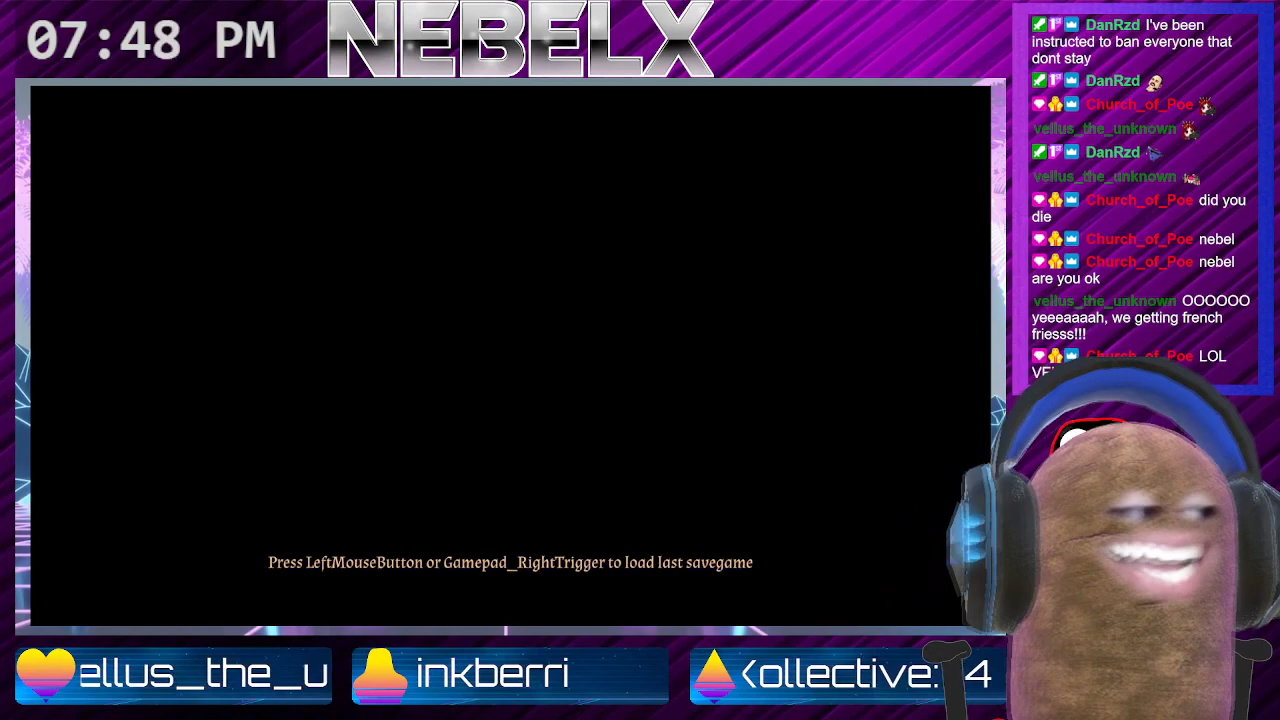 07:48 PM
NEBELX
DanRzd I've been
instructed to ban everyone that
dont stay
DanRzd
Church_of_Poe
vellus_the_unknown
DanRzd
vellus_the_unknown
Church_of_Poe did you
die
Church_of_Poe nebel
Church_of_Poe nebel
are you ok
vellus_the_unknown OOOOOO
yeeeaaaah, we getting french
friesss!!!
Church_of_Poe LOL
Press LeftMouseButton or Gamepad_RightTrigger to load last savegame
ellus_the_u
inkberri
Kollective: 4